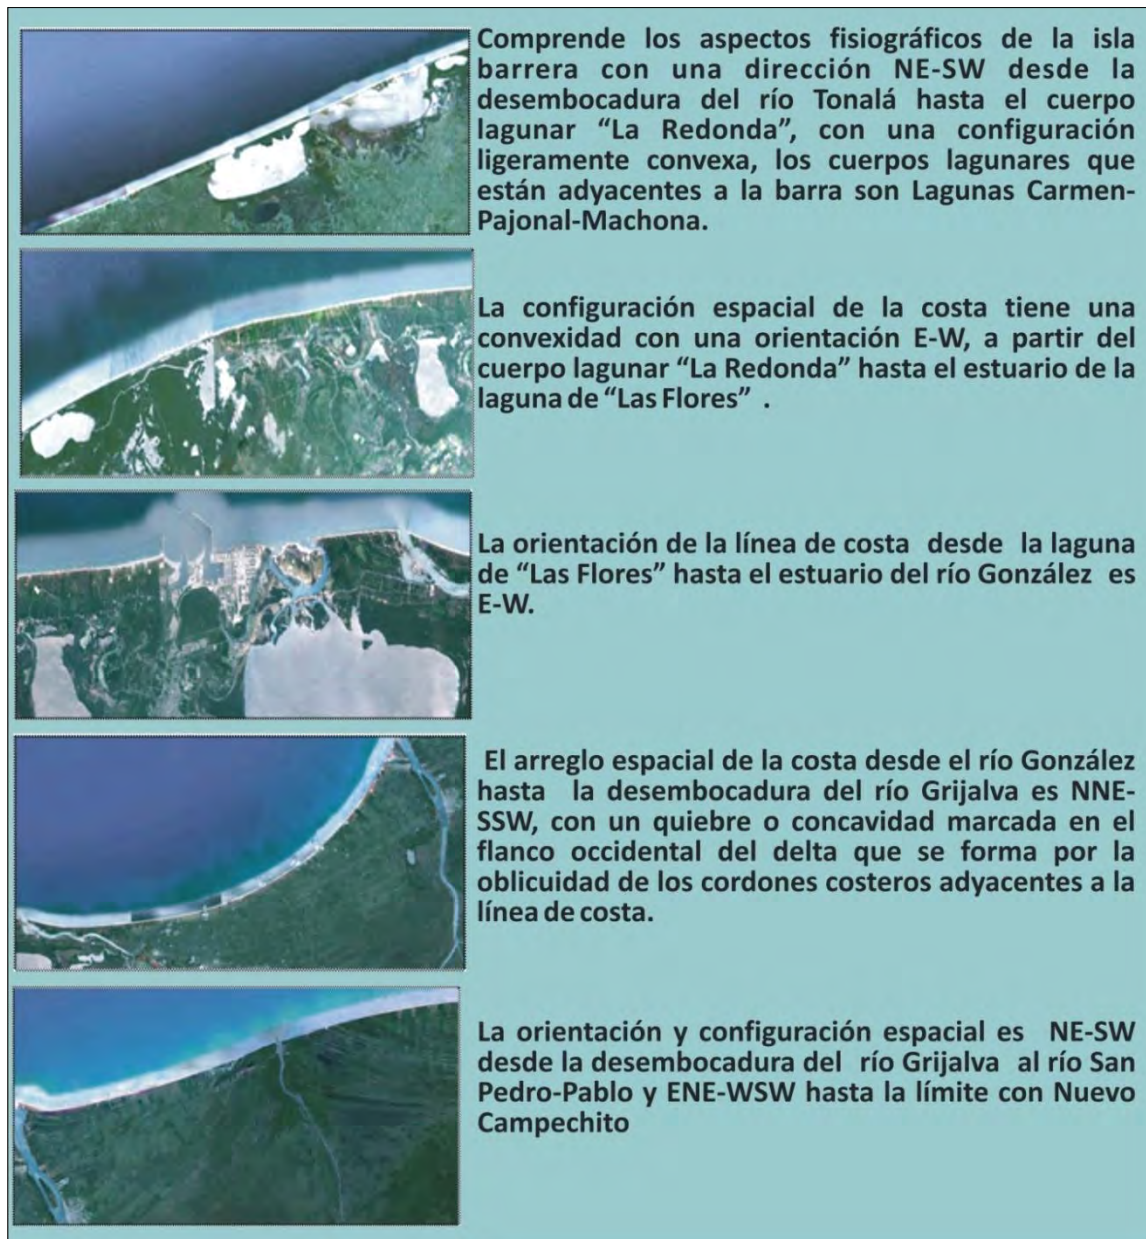 Comprende los aspectos fisiográficos de la isla
barrera con una dirección NE-SW desde la
desembocadura del río Tonalá hasta el cuerpo
lagunar “La Redonda”, con una configuración
ligeramente convexa, los cuerpos lagunares que
están adyacentes a la barra son Lagunas Carmen-
Pajonal-Machona.
La configuración espacial de la costa tiene una
convexidad con una orientación E-W, a partir del
cuerpo lagunar “La Redonda” hasta el estuario de la
laguna de “Las Flores” .
La orientación de la línea de costa desde la laguna
de “Las Flores” hasta el estuario del río González es
E-W.
El arreglo espacial de la costa desde el río González
hasta la desembocadura del río Grijalva es NNE-
SSW, con un quiebre o concavidad marcada en el
flanco occidental del delta que se forma por la
oblicuidad de los cordones costeros adyacentes a la
línea de costa.
La orientación y configuración espacial es NE-SW
desde la desembocadura del río Grijalva al río San
Pedro-Pablo y ENE-WSW hasta la límite con Nuevo
Campechito